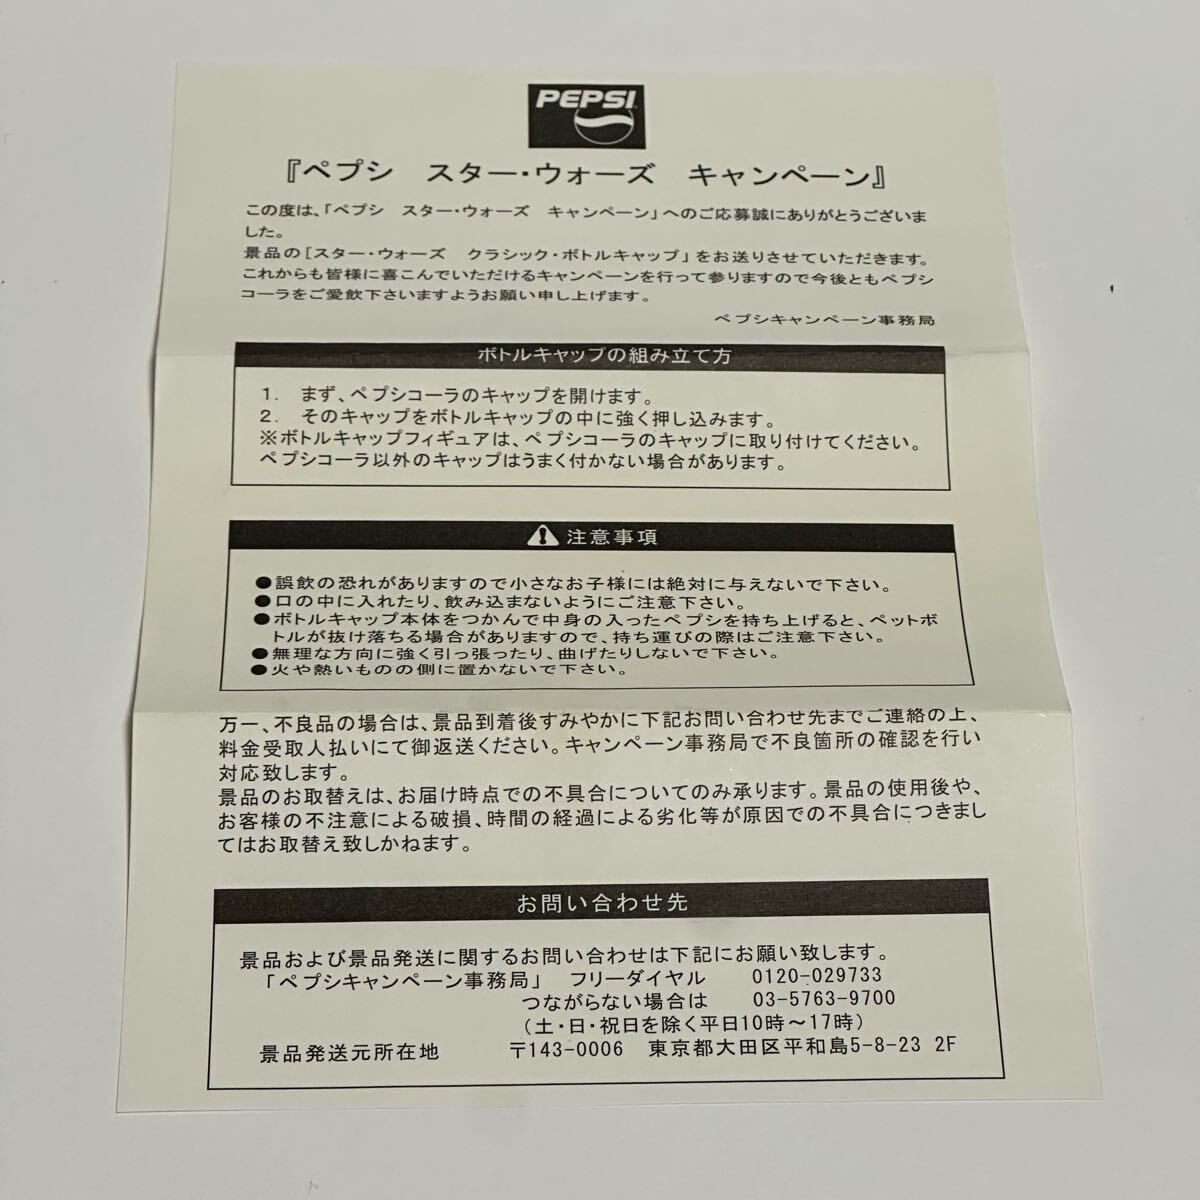 PEPSI
『ペプシ　スター・ウォーズ　キャンペーン』
この度は、「ペプシ　スター・ウォーズ　キャンペーン」へのご応募誠にありがとうございま
した。
景品の［スター・ウォーズ　クラシック・ボトルキャップ」をお送りさせていただきます。
これからも皆様に喜こんでいただけるキャンペーンを行って参りますので今後ともペプシ
コーラをご愛飲下さいますようお願い申し上げます。
ペプシキャンペーン事務局
ボトルキャップの組み立て方
1.　まず、ペプシコーラのキャップを開けます。
2.　そのキャップをボトルキャップの中に強く押し込みます。
※ボトルキャップフィギュアは、ペプシコーラのキャップに取り付けてください。
ペプシコーラ以外のキャップはうまく付かない場合があります。
注意事項
●誤飲の恐れがありますので小さなお子様には絶対に与えないで下さい。
●口の中に入れたり、飲み込まないようにご注意下さい。
●ボトルキャップ本体をつかんで中身の入ったペプシを持ち上げると、ペットボ
トルが抜け落ちる場合がありますので、持ち運びの際はご注意下さい。
●無理な方向に強く引っ張ったり、曲げたりしないで下さい。
●火や熱いものの側に置かないで下さい。
万一、不良品の場合は、景品到着後すみやかに下記お問い合わせ先までご連絡の上、
料金受取人払いにて御返送ください。キャンペーン事務局で不良箇所の確認を行い
対応致します。
景品のお取替えは、お届け時点での不具合についてのみ承ります。景品の使用後や、
お客様の不注意による破損、時間の経過による劣化等が原因での不具合につきまし
てはお取替え致しかねます。
お問い合わせ先
景品および景品発送に関するお問い合わせは下記にお願い致します。
「ペプシキャンペーン事務局」　フリーダイヤル　0120-029733
つながらない場合は　03-5763-9700
（土・日・祝日を除く平日10時～17時）
景品発送元所在地　〒143-0006　東京都大田区平和島5-8-23 2F